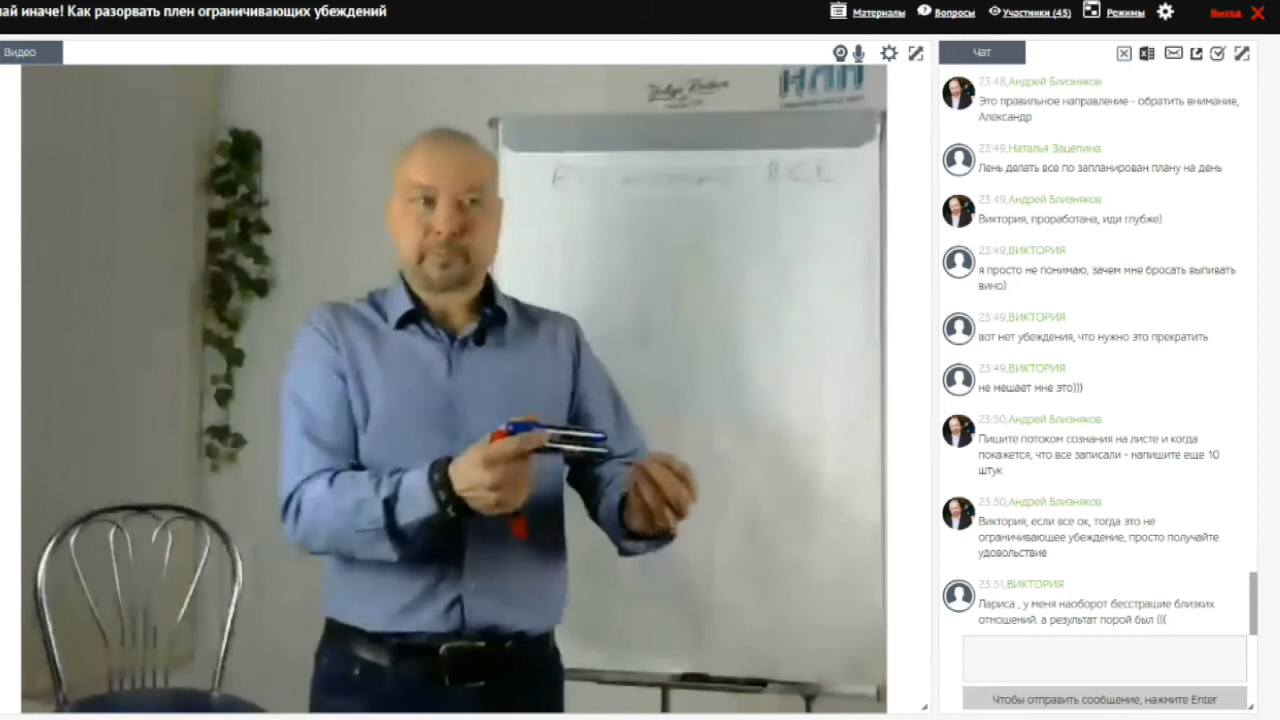 ай иначе! Как разорвать плен ограничивающих убеждений
Материалы
Вопросы
Участники (45)
Режимы
Выход
Видео
Чат
НЛП
23:48,Андрей Близняков
Это правильное направление - обратить внимание,
Александр
23:49,Наталья Зацепина
Лень делать все по запланирован плану на день
23:49,Андрей Близняков
Виктория, проработана, иди глубже)
23:49,ВИКТОРИЯ
я просто не понимаю, зачем мне бросать выпивать
вино)
23:49,ВИКТОРИЯ
вот нет убеждения, что нужно это прекратить
23:49,ВИКТОРИЯ
не мешает мне это)))
23:50,Андрей Близняков
Пишите потоком сознания на листе и когда
покажется, что все записали - напишите еще 10
штук
23:50,Андрей Близняков
Виктория, если все ок, тогда это не
ограничивающее убеждение, просто получайте
удовольствие
23:51,ВИКТОРИЯ
Лариса , у меня наоборот бесстрашие близких
отношений. а результат порой был (((
Чтобы отправить сообщение, нажмите Enter